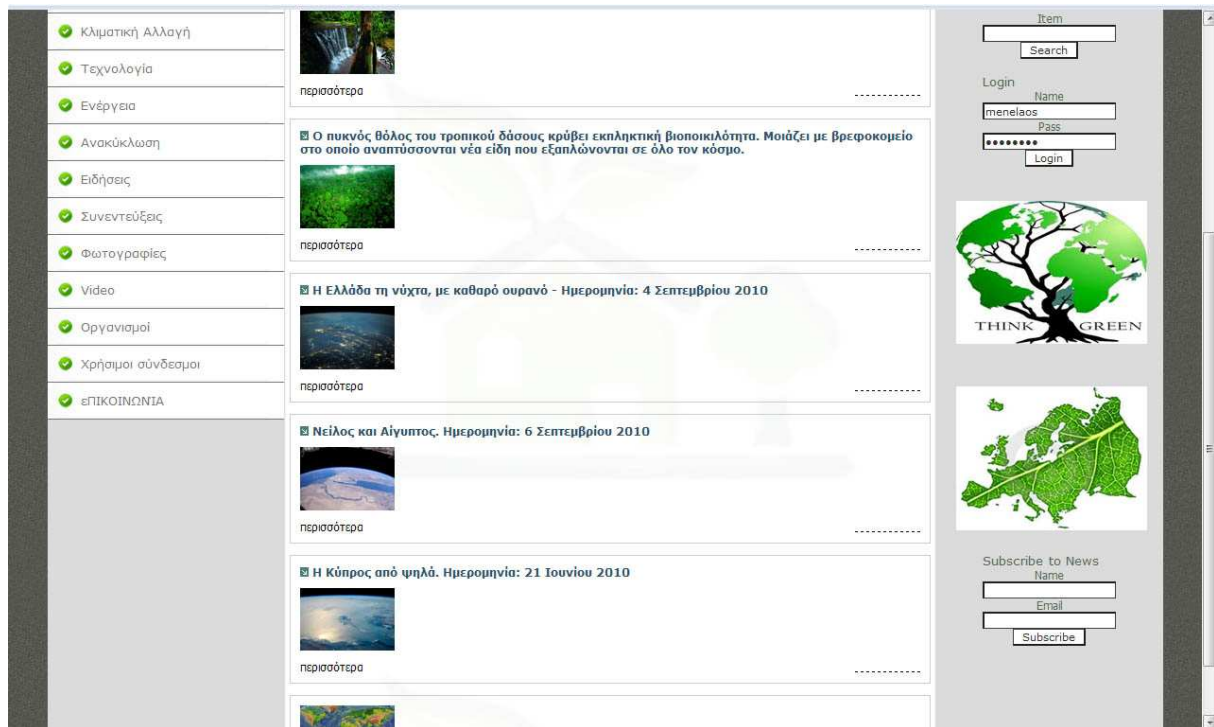 Κλιματική Αλλαγή
Τεχνολογία
Ενέργεια
Ανακύκλωση
Ειδήσεις
Συνεντεύξεις
Φωτογραφίες
Video
Οργανισμοί
Χρήσιμοι σύνδεσμοι
εΠΙΚΟΙΝΩΝΊΑ
περισσότερα
Ο πυκνός θόλος του τροπικού δάσους κρύβει εκπληκτική βιοποικιλότητα. Μοιάζει με βρεφοκομείο
στο οποίο αναπτύσσονται νέα είδη που εξαπλώνονται σε όλο τον κόσμο.
περισσότερα
Η Ελλάδα τη νύχτα, με καθαρό ουρανό - Ημερομηνία: 4 Σεπτεμβρίου 2010
περισσότερα
Νείλος και Αίγυπτος. Ημερομηνία: 6 Σεπτεμβρίου 2010
περισσότερα
Η Κύπρος από ψηλά. Ημερομηνία: 21 Ιουνίου 2010
περισσότερα
Item
Search
Login
Name
menelaos
Pass
●●●●●●●●
Login
THINK GREEN
Subscribe to News
Name
Email
Subscribe